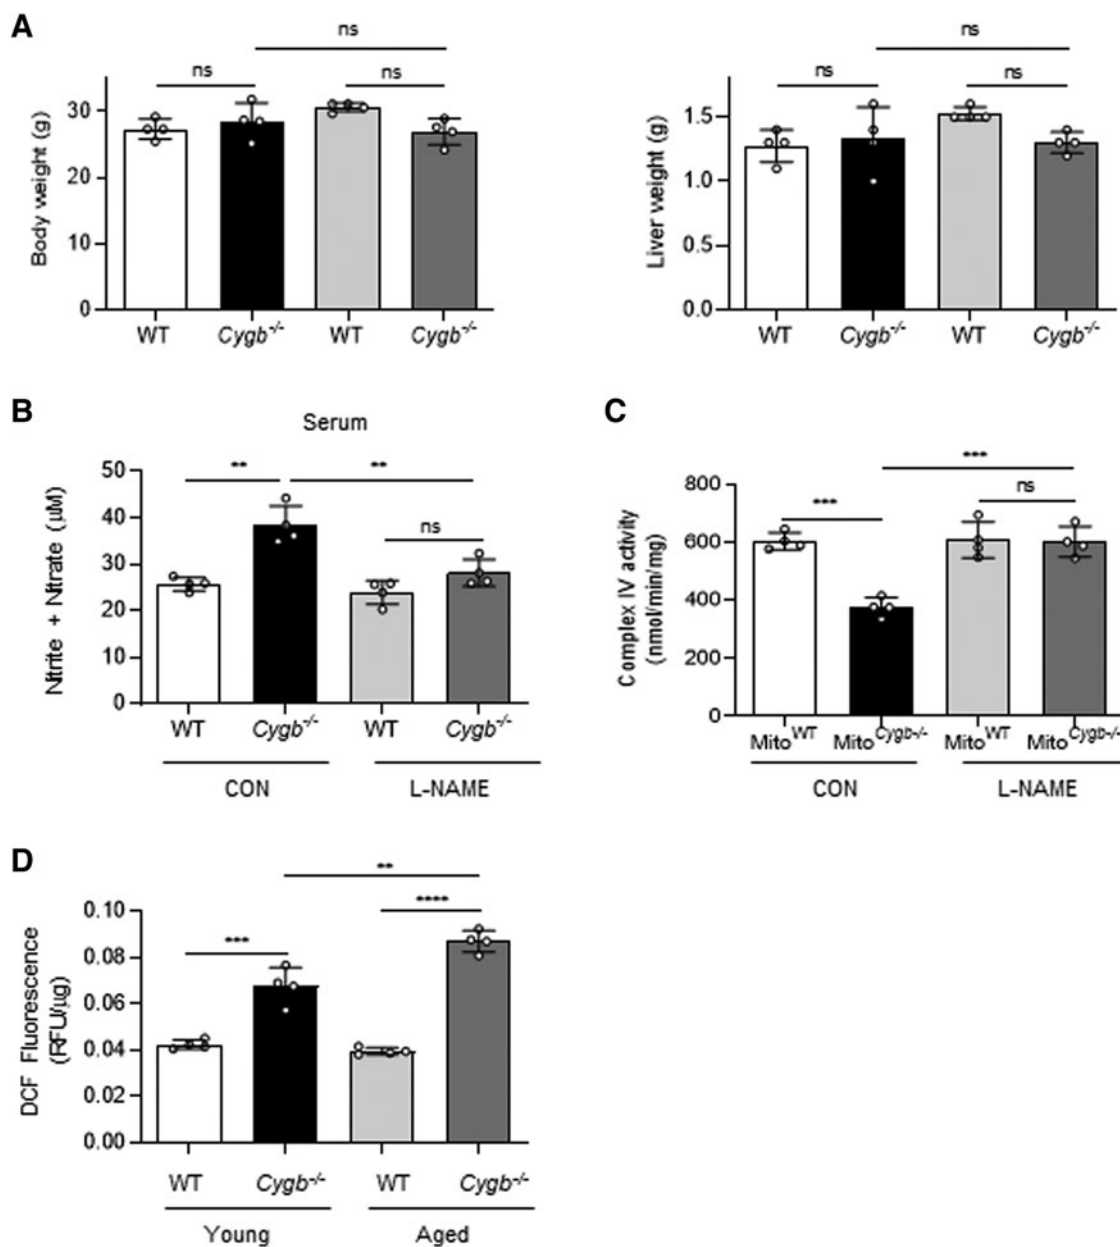 A
ns
ns
ns
Body weight (g)
30
20
10
0
WT
Cygb-/-
WT
Cygb-/-
ns
ns
ns
Liver weight (g)
1.5
1.0
0.5
0.0
WT
Cygb-/-
WT
Cygb-/-
B
Serum
**
**
ns
Nitrite + Nitrate (µM)
50
40
30
20
10
0
WT
Cygb-/-
WT
Cygb-/-
CON
L-NAME
C
***
***
ns
Complex IV activity
(nmol/min/mg)
800
600
400
200
0
MitoWT
MitoCygb-/-
MitoWT
MitoCygb-/-
CON
L-NAME
D
**
****
***
DCF Fluorescence
(RFU/µg)
0.10
0.08
0.06
0.04
0.02
0.00
WT
Cygb-/-
WT
Cygb-/-
Young
Aged